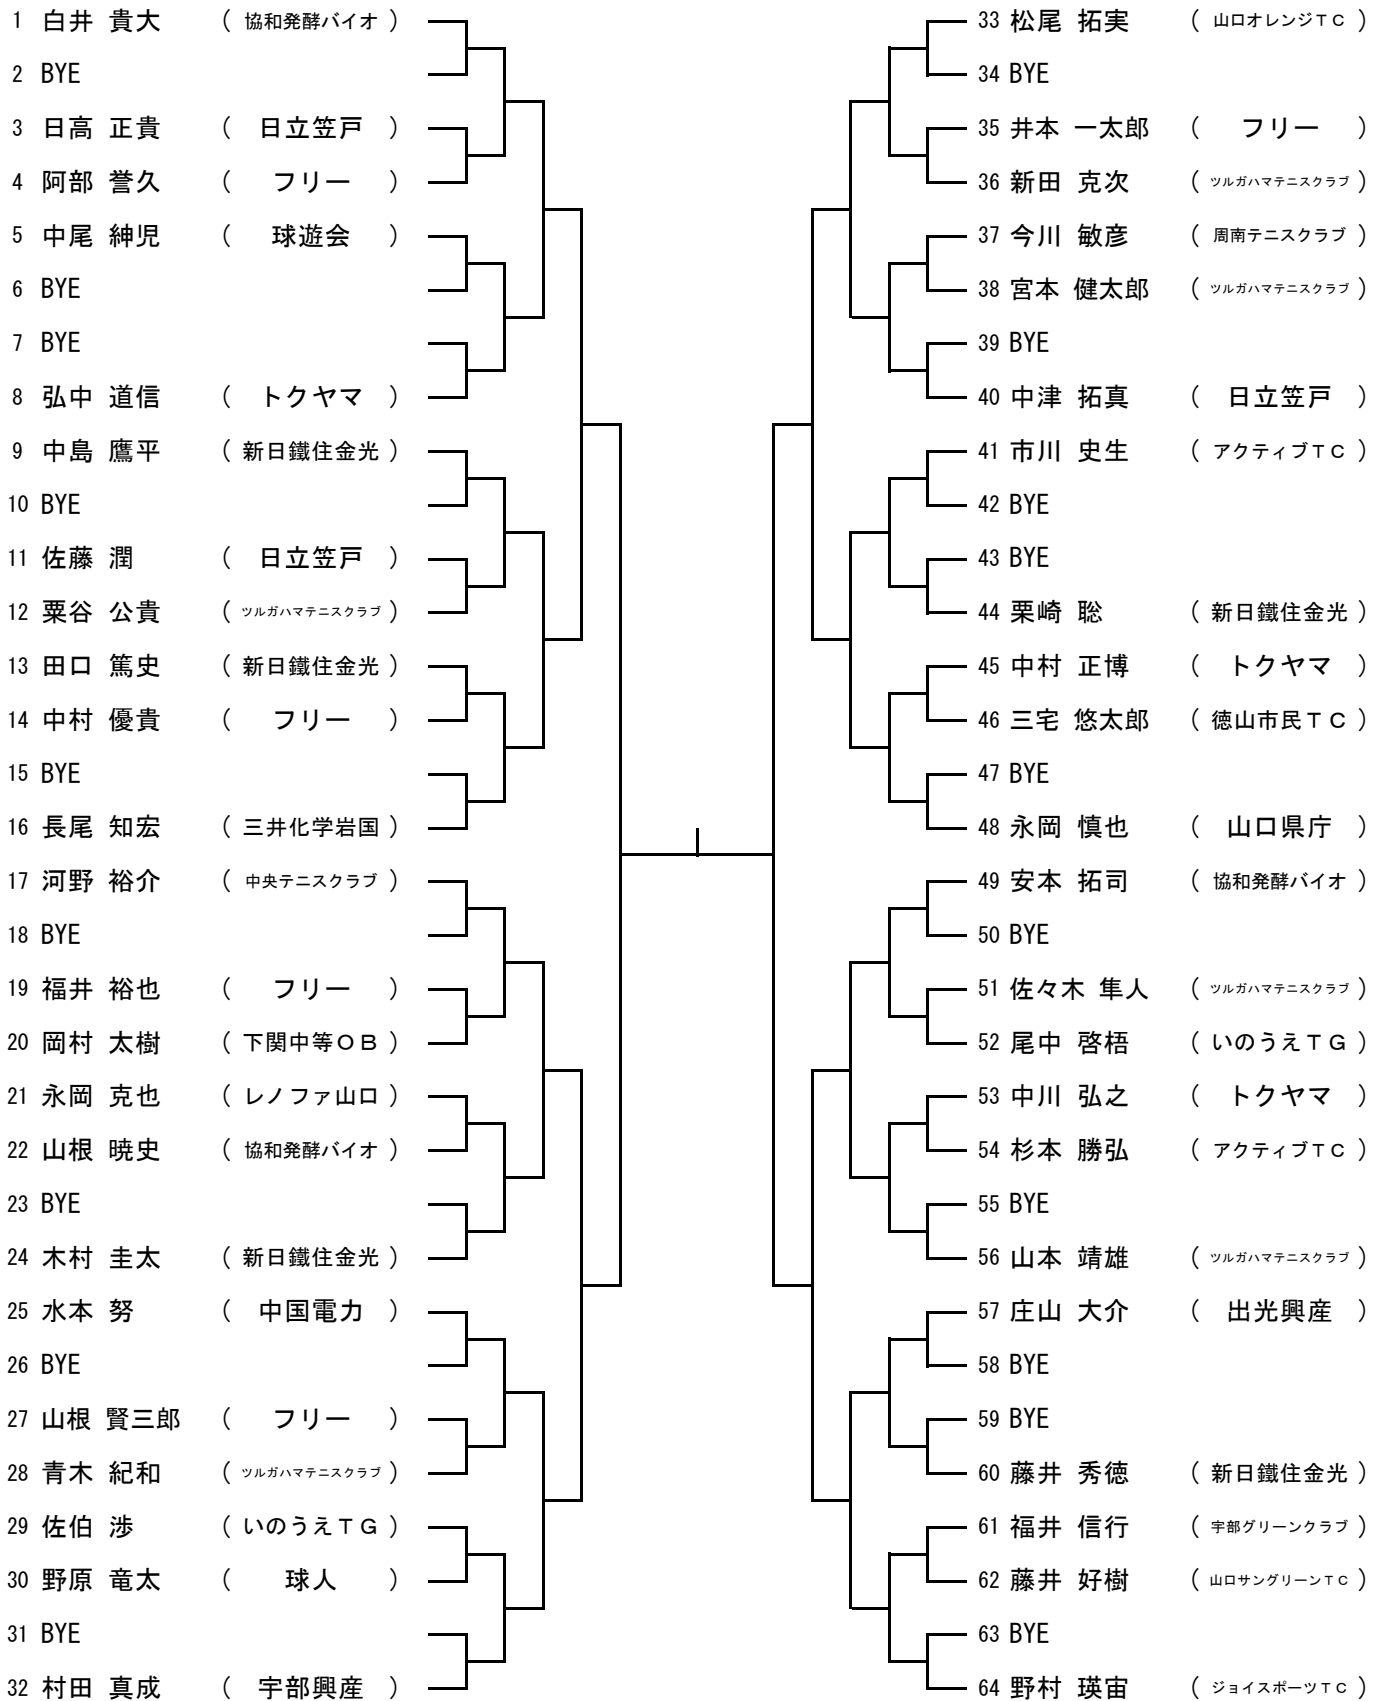 1 白井 貴大 ( 協和発酵バイオ )
2 BYE
3 日高 正貴 ( 日立笠戸 )
4 阿部 誉久 ( フリー )
5 中尾 紳児 ( 球遊会 )
6 BYE
7 BYE
8 弘中 道信 ( トクヤマ )
9 中島 鷹平 ( 新日鐵住金光 )
10 BYE
11 佐藤 潤 ( 日立笠戸 )
12 粟谷 公貴 ( ツルガハマテニスクラブ )
13 田口 篤史 ( 新日鐵住金光 )
14 中村 優貴 ( フリー )
15 BYE
16 長尾 知宏 ( 三井化学岩国 )
17 河野 裕介 ( 中央テニスクラブ )
18 BYE
19 福井 裕也 ( フリー )
20 岡村 太樹 ( 下関中等ＯＢ )
21 永岡 克也 ( レノファ山口 )
22 山根 暁史 ( 協和発酵バイオ )
23 BYE
24 木村 圭太 ( 新日鐵住金光 )
25 水本 努 ( 中国電力 )
26 BYE
27 山根 賢三郎 ( フリー )
28 青木 紀和 ( ツルガハマテニスクラブ )
29 佐伯 渉 ( いのうえＴＧ )
30 野原 竜太 ( 球人 )
31 BYE
32 村田 真成 ( 宇部興産 )
33 松尾 拓実 ( 山口オレンジＴＣ )
34 BYE
35 井本 一太郎 ( フリー )
36 新田 克次 ( ツルガハマテニスクラブ )
37 今川 敏彦 ( 周南テニスクラブ )
38 宮本 健太郎 ( ツルガハマテニスクラブ )
39 BYE
40 中津 拓真 ( 日立笠戸 )
41 市川 史生 ( アクティブＴＣ )
42 BYE
43 BYE
44 栗崎 聡 ( 新日鐵住金光 )
45 中村 正博 ( トクヤマ )
46 三宅 悠太郎 ( 徳山市民ＴＣ )
47 BYE
48 永岡 慎也 ( 山口県庁 )
49 安本 拓司 ( 協和発酵バイオ )
50 BYE
51 佐々木 隼人 ( ツルガハマテニスクラブ )
52 尾中 啓梧 ( いのうえＴＧ )
53 中川 弘之 ( トクヤマ )
54 杉本 勝弘 ( アクティブＴＣ )
55 BYE
56 山本 靖雄 ( ツルガハマテニスクラブ )
57 庄山 大介 ( 出光興産 )
58 BYE
59 BYE
60 藤井 秀徳 ( 新日鐵住金光 )
61 福井 信行 ( 宇部グリーンクラブ )
62 藤井 好樹 ( 山口サングリーンＴＣ )
63 BYE
64 野村 瑛宙 ( ジョイスポーツＴＣ )